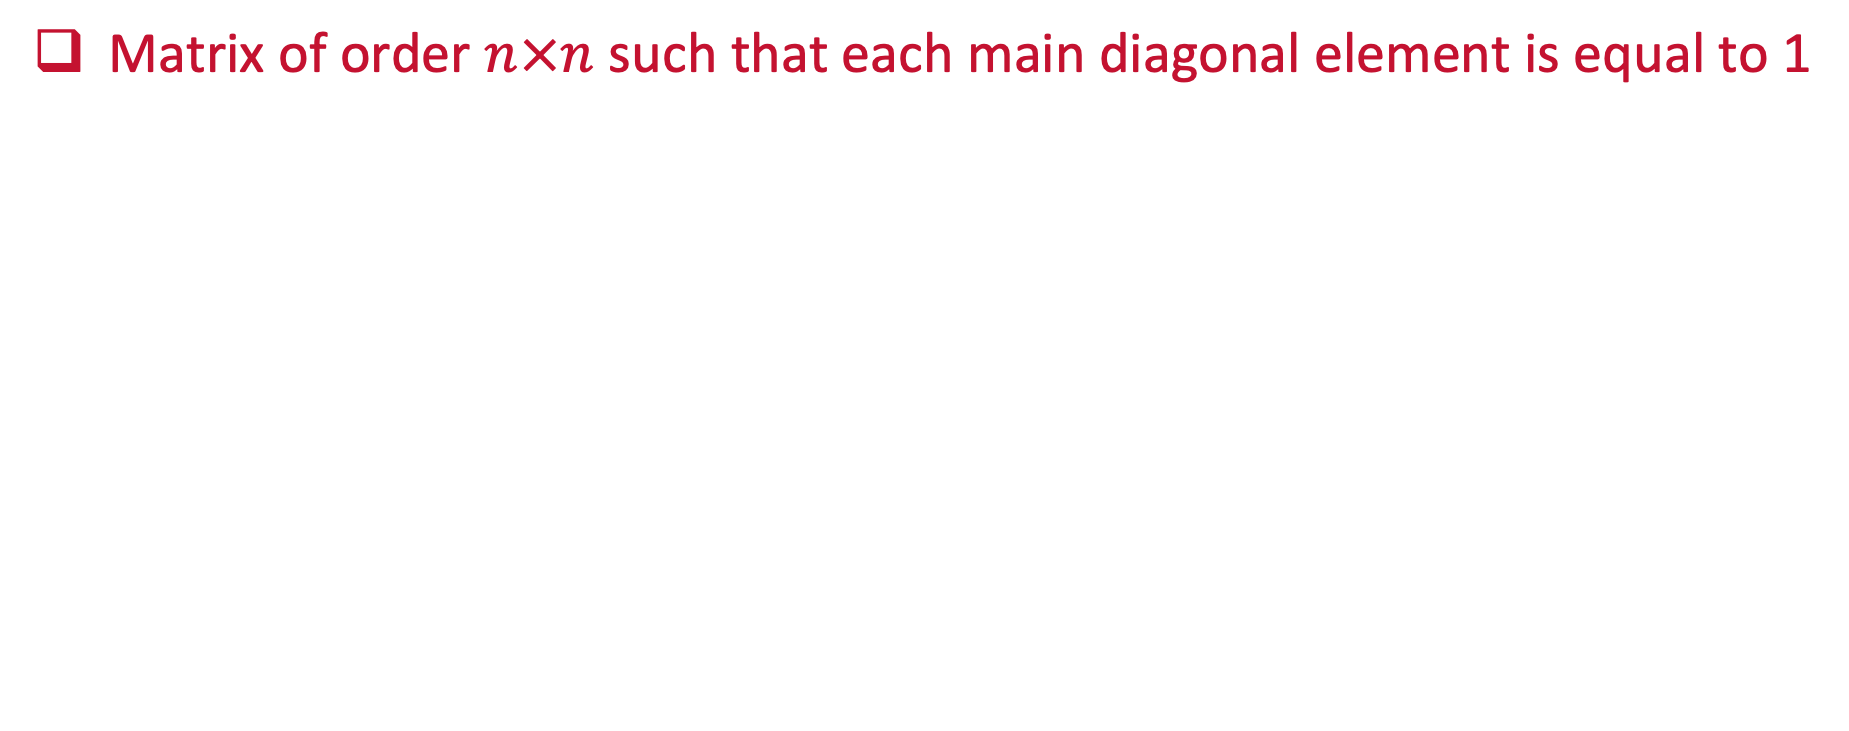 ❑ Matrix of order n×n such that each main diagonal element is equal to 1